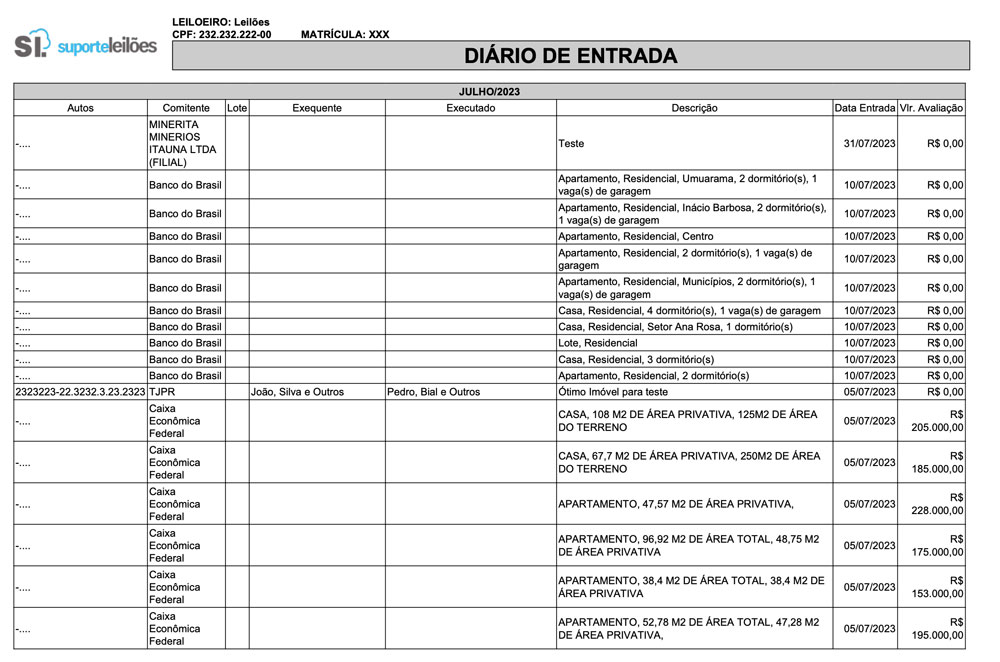 LEILOEIRO: Leilões
CPF: 232.232.222-00 MATRÍCULA: XXX
SL suporteleilões
DIÁRIO DE ENTRADA
JULHO/2023
Autos Comitente Lote Exequente Executado Descrição Data Entrada Vlr. Avaliação
MINERITA
MINERIOS
ITAUNA LTDA
(FILIAL)
-.... Teste 31/07/2023 R$ 0,00
-.... Banco do Brasil Apartamento, Residencial, Umuarama, 2 dormitório(s), 1
vaga(s) de garagem 10/07/2023 R$ 0,00
-.... Banco do Brasil Apartamento, Residencial, Inácio Barbosa, 2 dormitório(s),
1 vaga(s) de garagem 10/07/2023 R$ 0,00
-.... Banco do Brasil Apartamento, Residencial, Centro 10/07/2023 R$ 0,00
-.... Banco do Brasil Apartamento, Residencial, 2 dormitório(s), 1 vaga(s) de
garagem 10/07/2023 R$ 0,00
-.... Banco do Brasil Apartamento, Residencial, Municípios, 2 dormitório(s), 1
vaga(s) de garagem 10/07/2023 R$ 0,00
-.... Banco do Brasil Casa, Residencial, 4 dormitório(s), 1 vaga(s) de garagem 10/07/2023 R$ 0,00
-.... Banco do Brasil Casa, Residencial, Setor Ana Rosa, 1 dormitório(s) 10/07/2023 R$ 0,00
-.... Banco do Brasil Lote, Residencial 10/07/2023 R$ 0,00
-.... Banco do Brasil Casa, Residencial, 3 dormitório(s) 10/07/2023 R$ 0,00
-.... Banco do Brasil Apartamento, Residencial, 2 dormitório(s) 10/07/2023 R$ 0,00
2323223-22.3232.3.23.2323 TJPR João, Silva e Outros Pedro, Bial e Outros Ótimo Imóvel para teste 05/07/2023 R$ 0,00
-.... Caixa
Econômica
Federal CASA, 108 M2 DE ÁREA PRIVATIVA, 125M2 DE ÁREA
DO TERRENO 05/07/2023 R$
205.000,00
-.... Caixa
Econômica
Federal CASA, 67,7 M2 DE ÁREA PRIVATIVA, 250M2 DE ÁREA
DO TERRENO 05/07/2023 R$
185.000,00
-.... Caixa
Econômica
Federal APARTAMENTO, 47,57 M2 DE ÁREA PRIVATIVA, 05/07/2023 R$
228.000,00
-.... Caixa
Econômica
Federal APARTAMENTO, 96,92 M2 DE ÁREA TOTAL, 48,75 M2
DE ÁREA PRIVATIVA 05/07/2023 R$
175.000,00
-.... Caixa
Econômica
Federal APARTAMENTO, 38,4 M2 DE ÁREA TOTAL, 38,4 M2 DE
ÁREA PRIVATIVA 05/07/2023 R$
153.000,00
-.... Caixa
Econômica
Federal APARTAMENTO, 52,78 M2 DE ÁREA TOTAL, 47,28 M2
DE ÁREA PRIVATIVA, 05/07/2023 R$
195.000,00